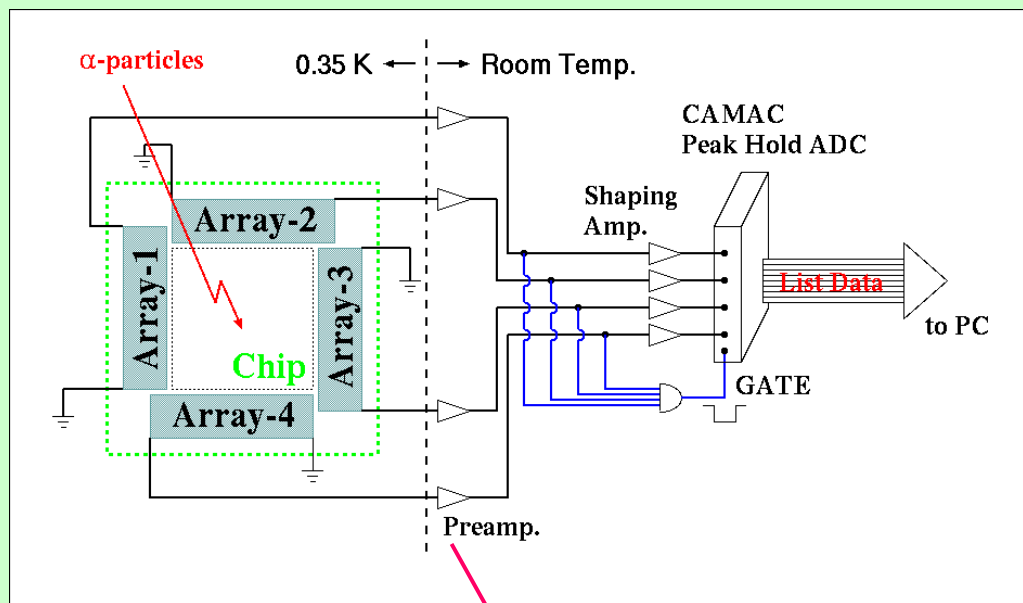 α-particles
0.35 K
Room Temp.
CAMAC
Peak Hold ADC
Shaping
Amp.
Array-1
Array-2
Array-3
Array-4
Chip
List Data
to PC
GATE
Preamp.